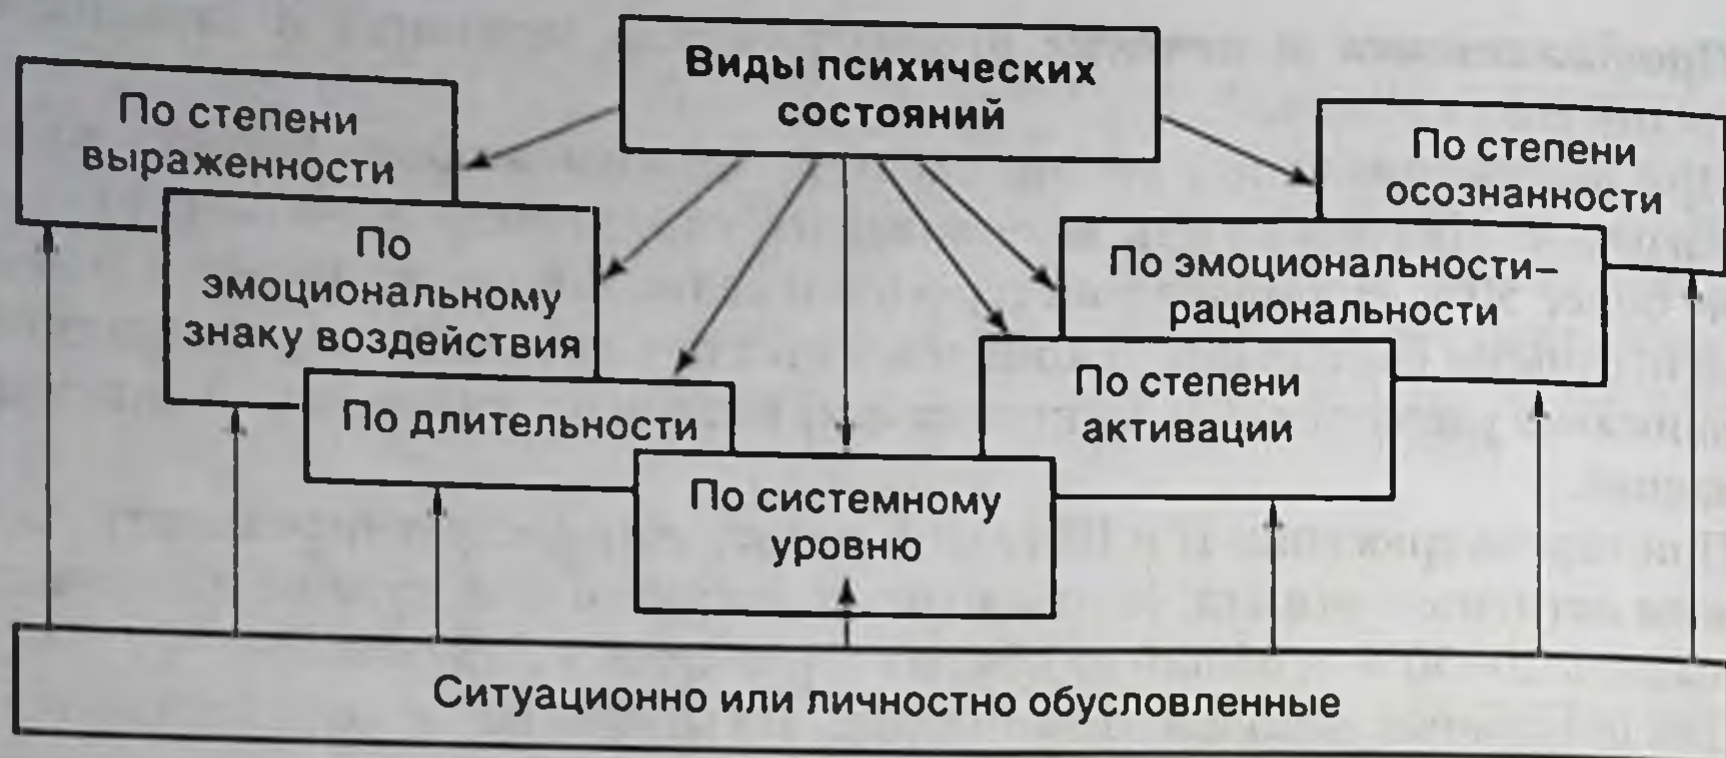 Виды психических
состояний
По степени
выраженности
По
эмоциональному
знаку воздействия
По длительности
По системному
уровню
По степени
активации
По эмоциональности–
рациональности
По степени
осознанности
Ситуационно или личностно обусловленные